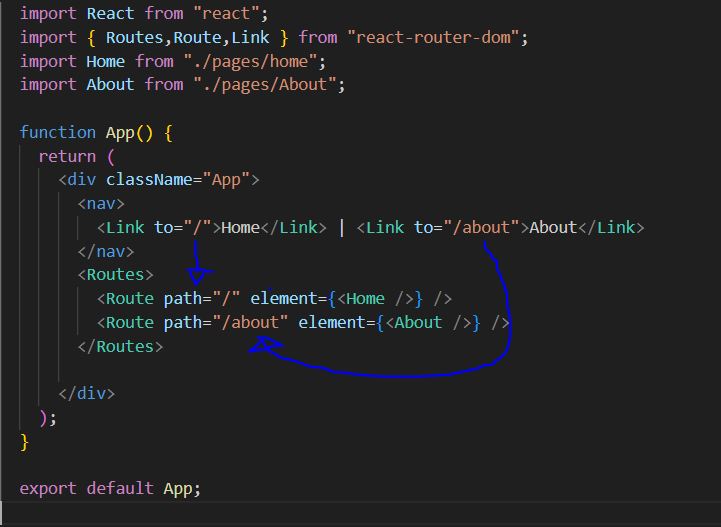 import React from "react";
import { Routes,Route,Link } from "react-router-dom";
import Home from "./pages/home";
import About from "./pages/About";
function App() {
return (
<div className="App">
<nav>
<Link to="/">Home</Link> | <Link to="/about">About</Link>
</nav>
<Routes>
<Route path="/" element={<Home />} />
<Route path="/about" element={<About />} />
</Routes>
</div>
);
}
export default App;